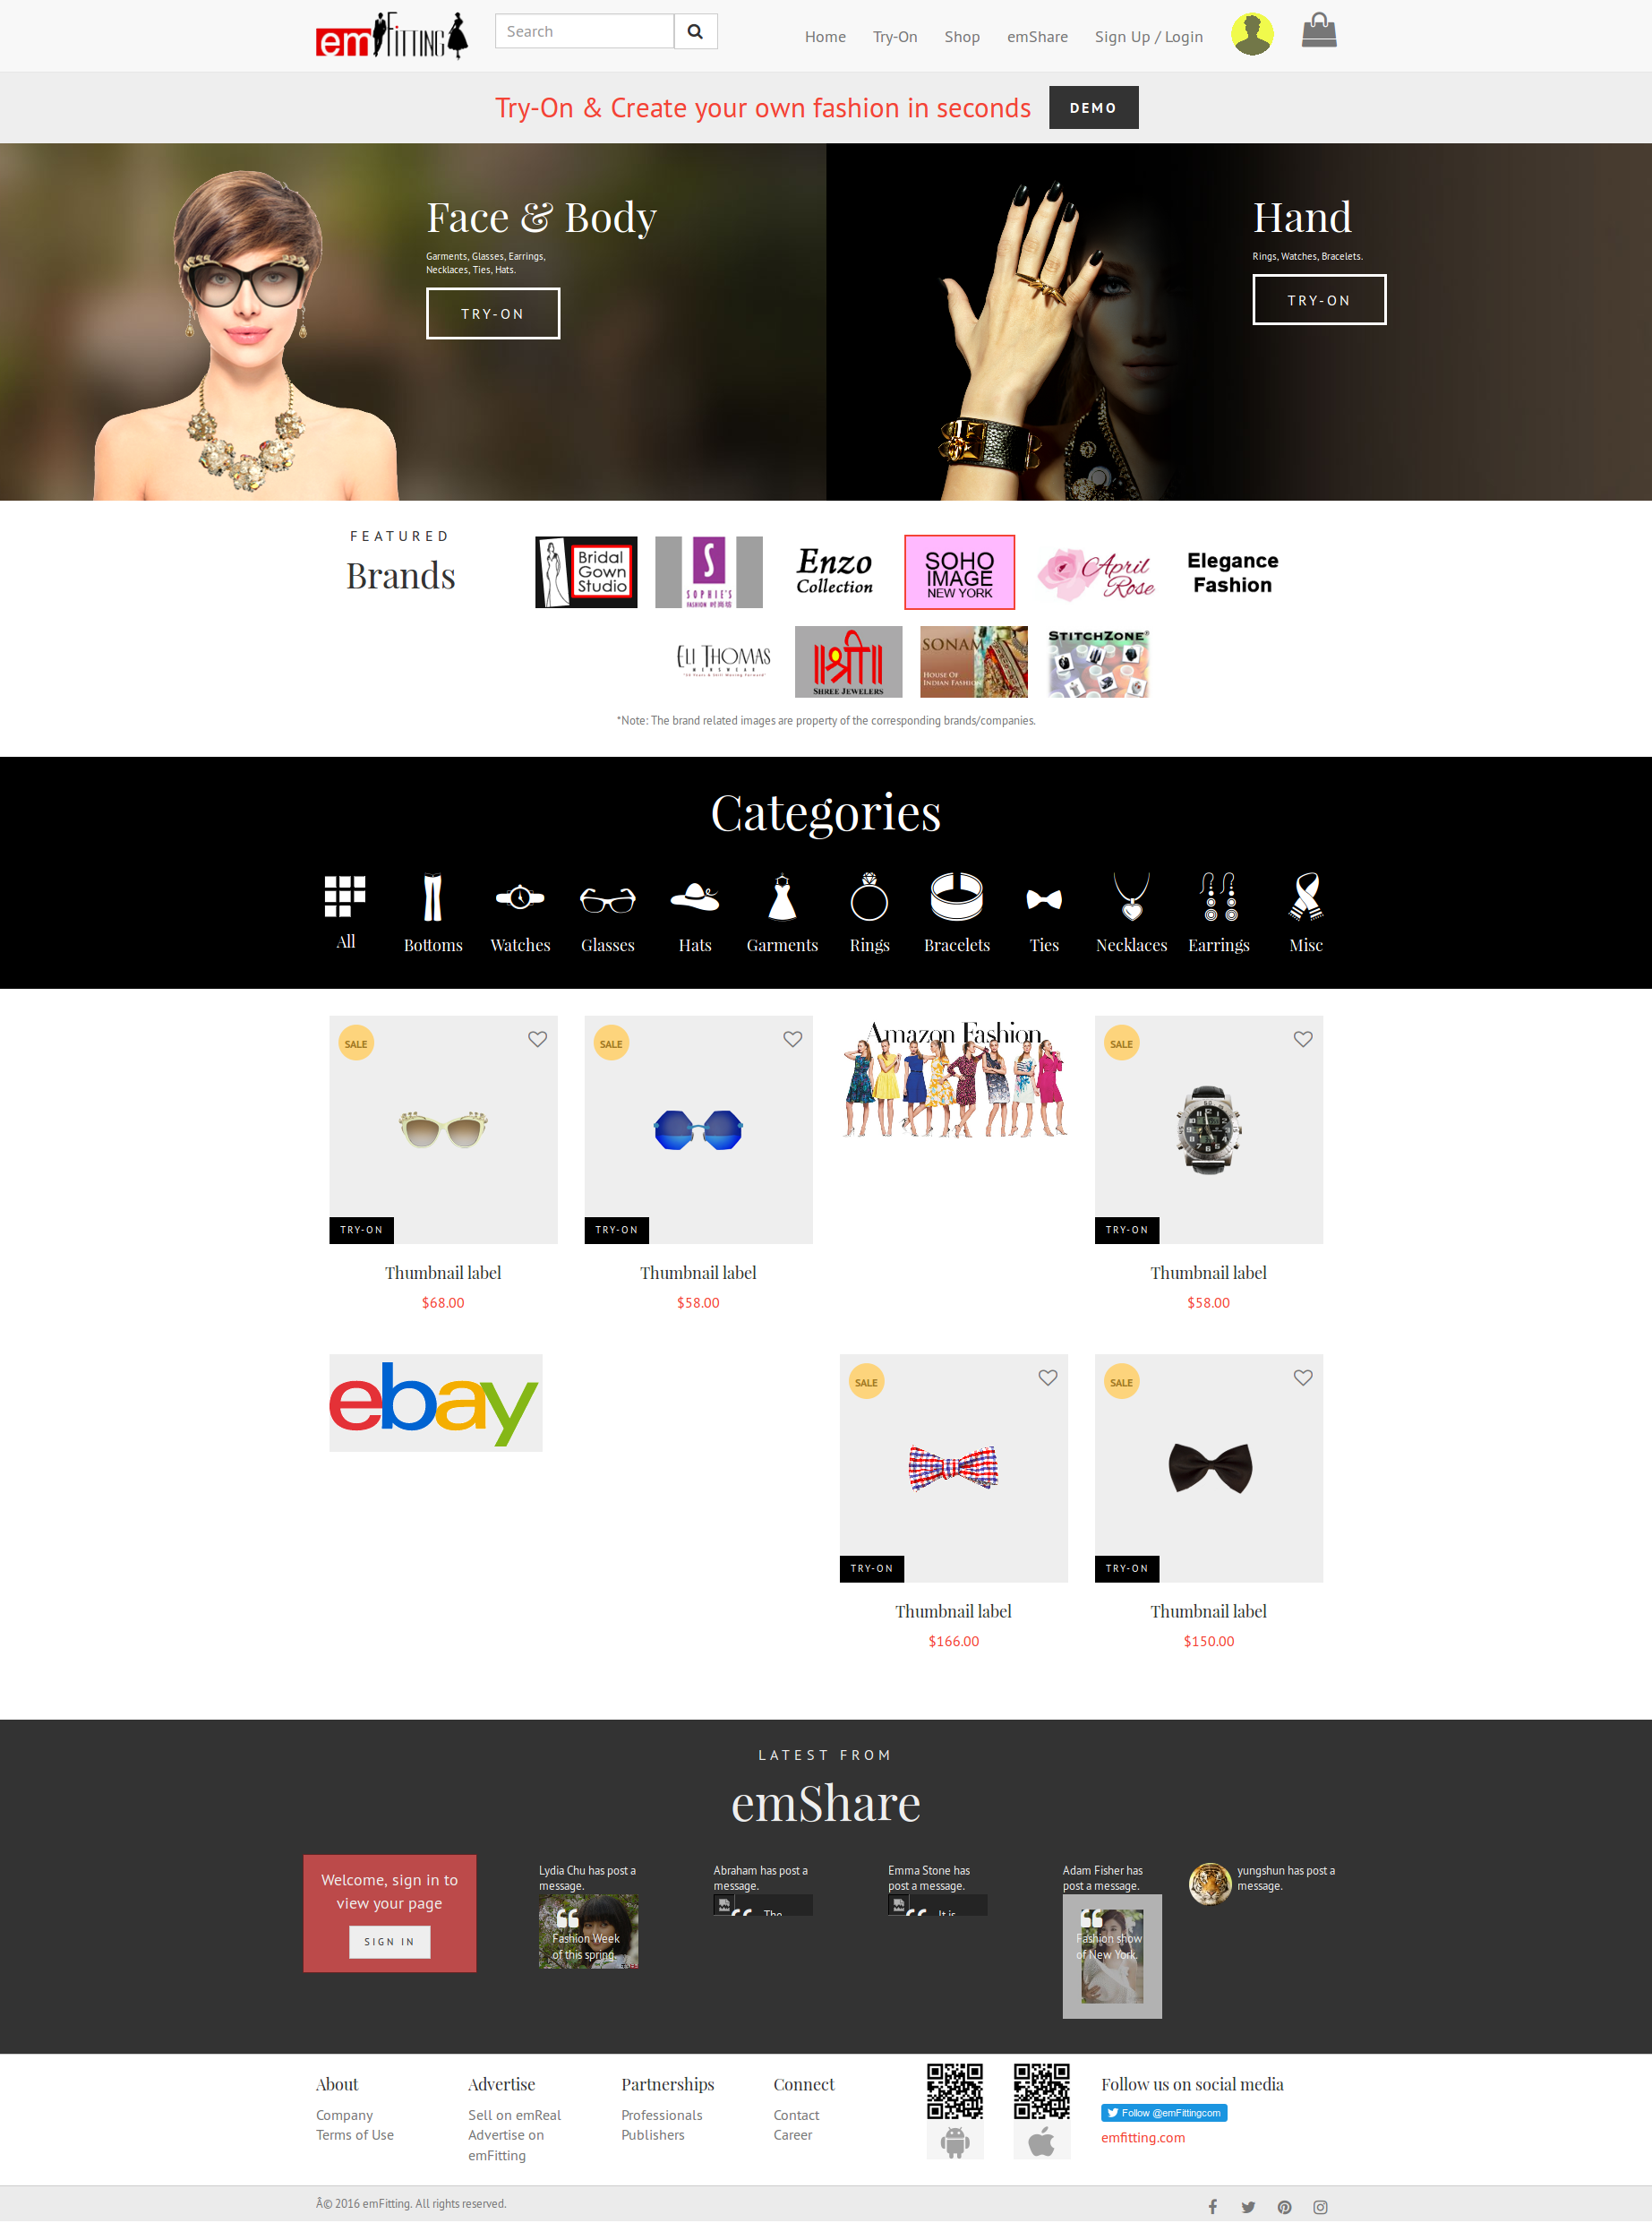 emFITTING
Search
Home
Try-On
Shop
emShare
Sign Up / Login
Try-On & Create your own fashion in seconds
DEMO
Face & Body
Garments, Glasses, Earrings,
Necklaces, Ties, Hats.
TRY-ON
Hand
Rings, Watches, Bracelets.
TRY-ON
FEATURED
Brands
Bridal
Gown
Studio
S
SOPHIE'S
FASHION 时尚结
Enzo
Collection
SOHO
IMAGE
NEW YORK
April
Rose
Elegance
Fashion
ELI THOMAS
MENSWEAR
श्री
SHREE JEWELERS
SONAM
HOUSE OF
INDIAN FASHION
STITCHZONE
*Note: The brand related images are property of the corresponding brands/companies.
Categories
All
Bottoms
Watches
Glasses
Hats
Garments
Rings
Bracelets
Ties
Necklaces
Earrings
Misc
SALE
TRY-ON
Thumbnail label
$68.00
SALE
TRY-ON
Thumbnail label
$58.00
Amazon Fashion
SALE
TRY-ON
Thumbnail label
$58.00
ebay
SALE
TRY-ON
Thumbnail label
$166.00
SALE
TRY-ON
Thumbnail label
$150.00
LATEST FROM
emShare
Welcome, sign in to
view your page
SIGN IN
Lydia Chu has post a
message.
Fashion Week
of this spring.
Abraham has post a
message.
The
Emma Stone has
post a message.
It is
Adam Fisher has
post a message.
Fashion show
of New York.
yungshun has post a
message.
About
Company
Terms of Use
Advertise
Sell on emReal
Advertise on
emFitting
Partnerships
Professionals
Publishers
Connect
Contact
Career
Follow us on social media
Follow @emFittingcom
emfitting.com
Â© 2016 emFitting. All rights reserved.